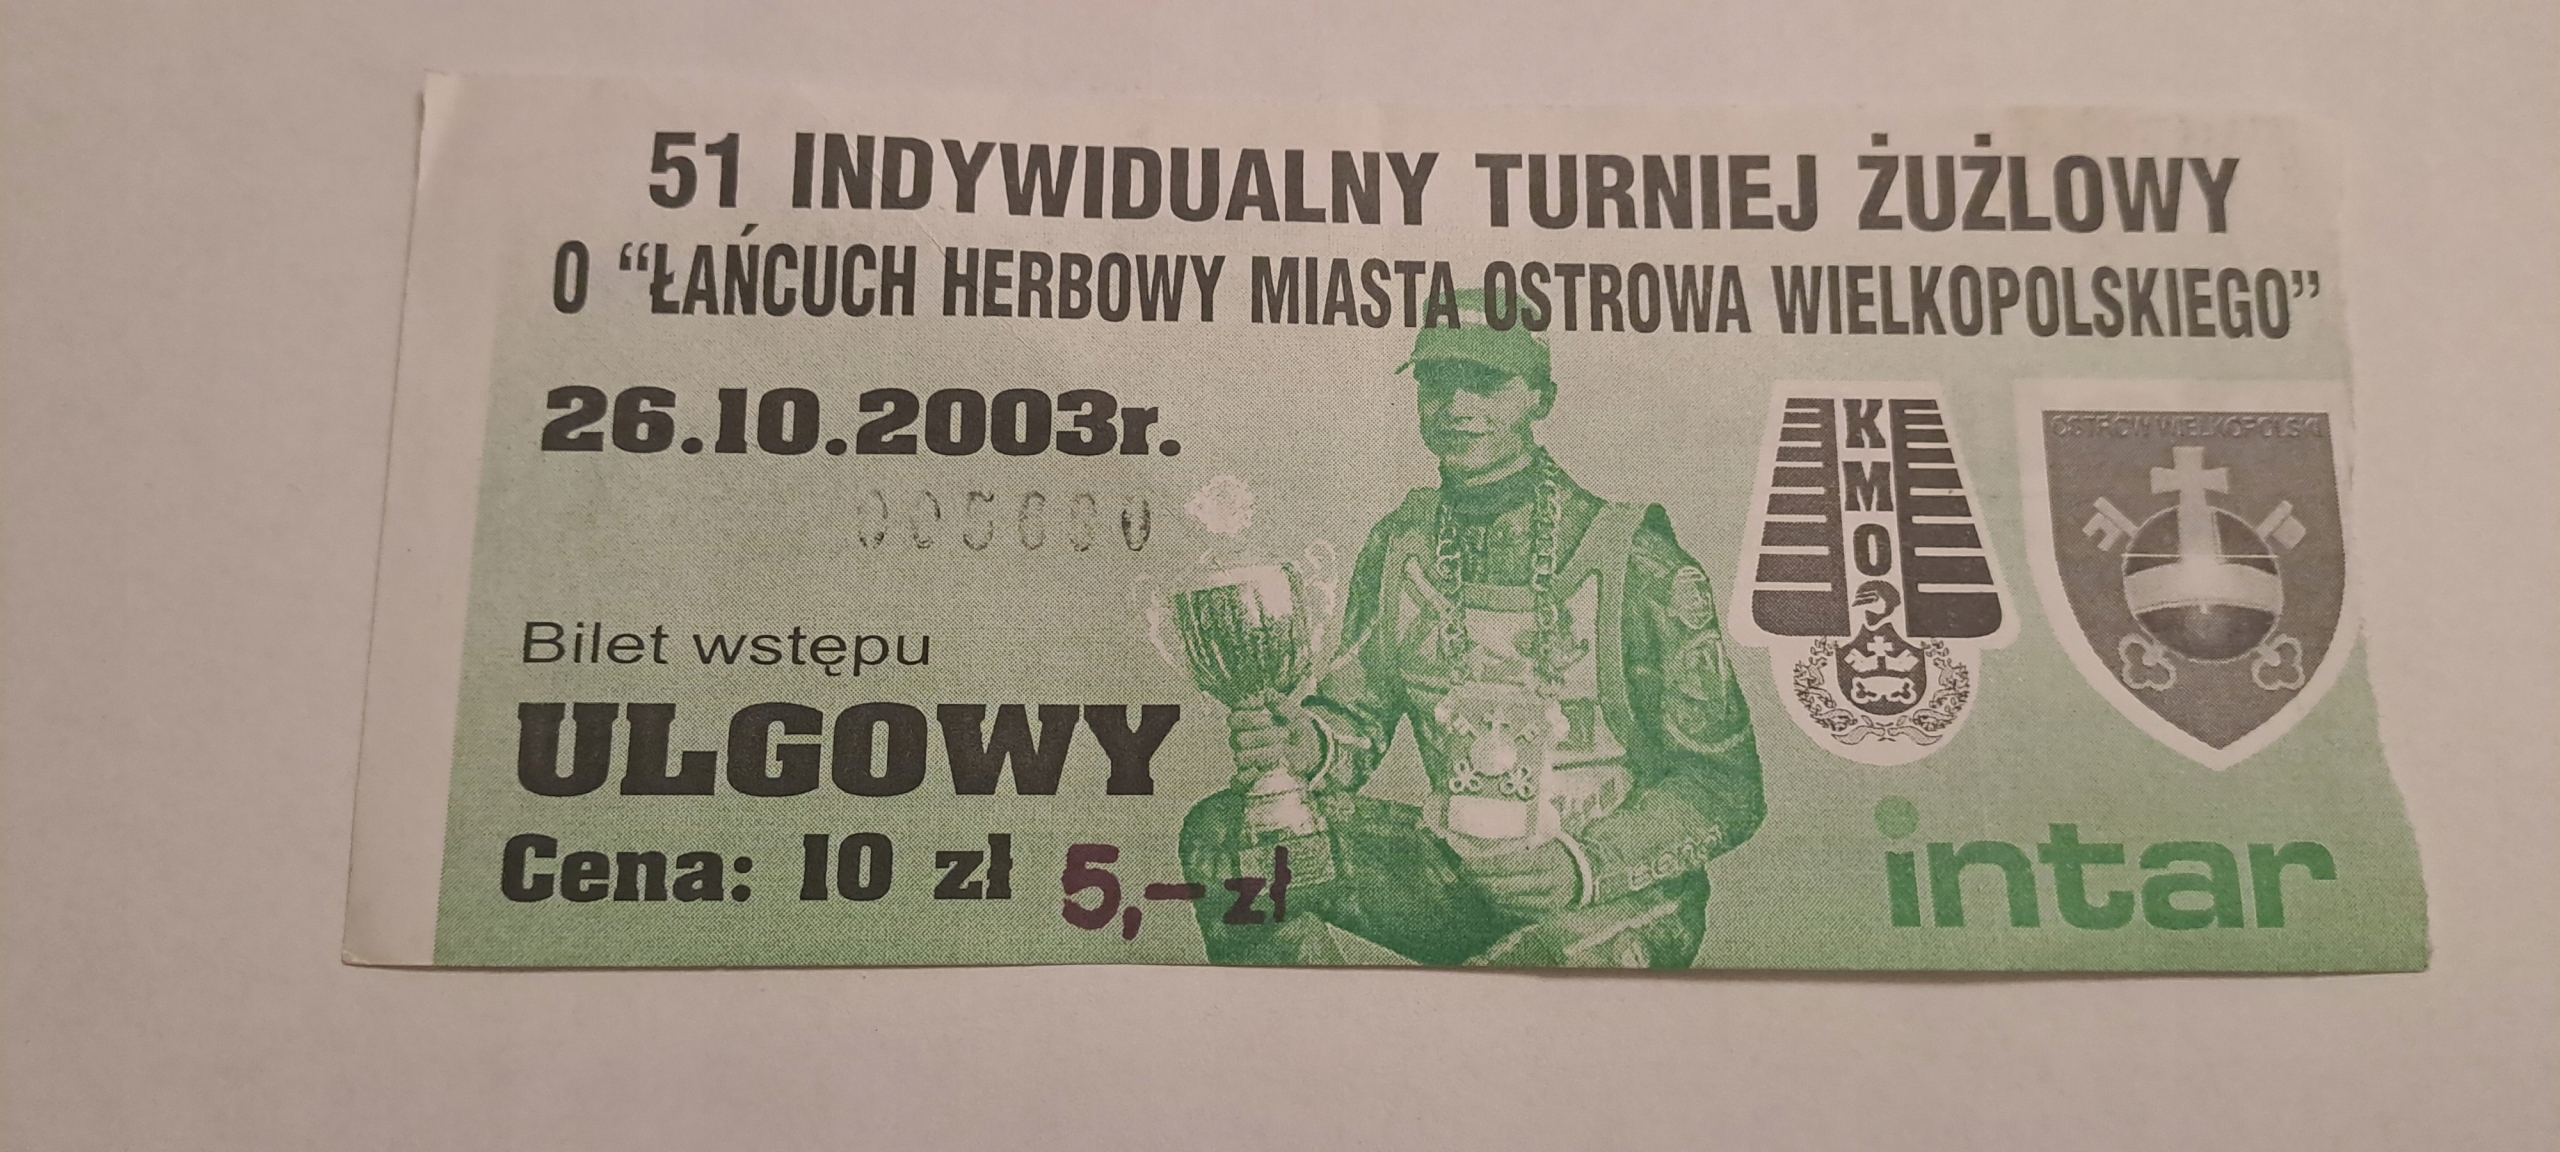 51 INDYWIDUALNY TURNIEJ ŻUŻLOWY
O “ŁAŃCUCH HERBOWY MIASTA OSTROWA WIELKOPOLSKIEGO”
26.10.2003r.
Bilet wstępu
ULGOWY
Cena: 10 zł 5,- zł
KMO
OSTRÓW WIELKOPOLSKI
intar